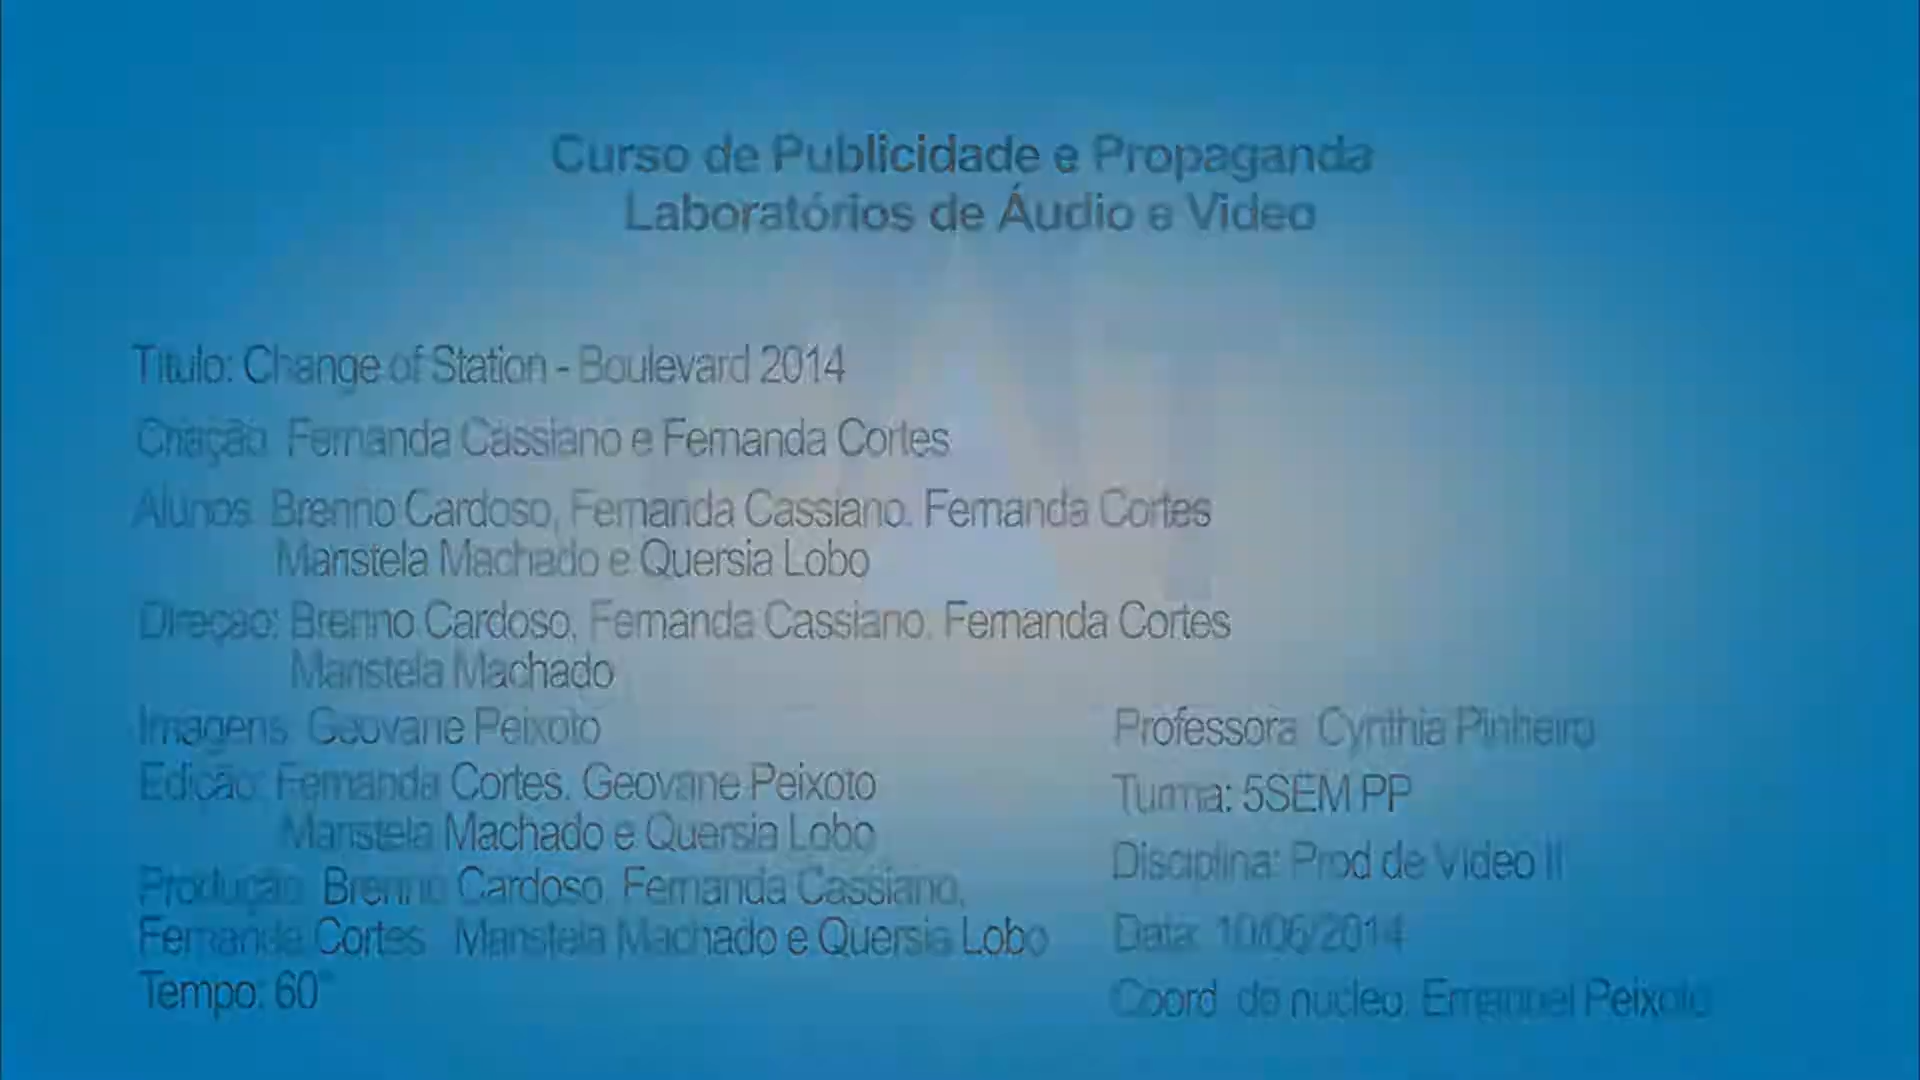 Curso de Publicidade e Propaganda
Laboratórios de Áudio e Video
Titulo: Change of Station - Boulevard 2014
Criação: Fernanda Cassiano e Fernanda Cortes
Alunos: Brenno Cardoso, Fernanda Cassiano, Fernanda Cortes
Maristela Machado e Quersia Lobo
Direçao: Brenno Cardoso, Fernanda Cassiano, Fernanda Cortes
Maristela Machado
Imagens: Geovane Peixoto
Edicão: Fernanda Cortes, Geovane Peixoto
Maristela Machado e Quersia Lobo
Produção: Brenno Cardoso, Fernanda Cassiano,
Fernanda Cortes, Maristela Machado e Quersia Lobo
Tempo: 60"
Professora: Cynthia Pinheiro
Turma: 5SEM PP
Disciplina: Prod de Video II
Data: 10/06/2014
Coord. do nucleo: Emannoel Peixoto